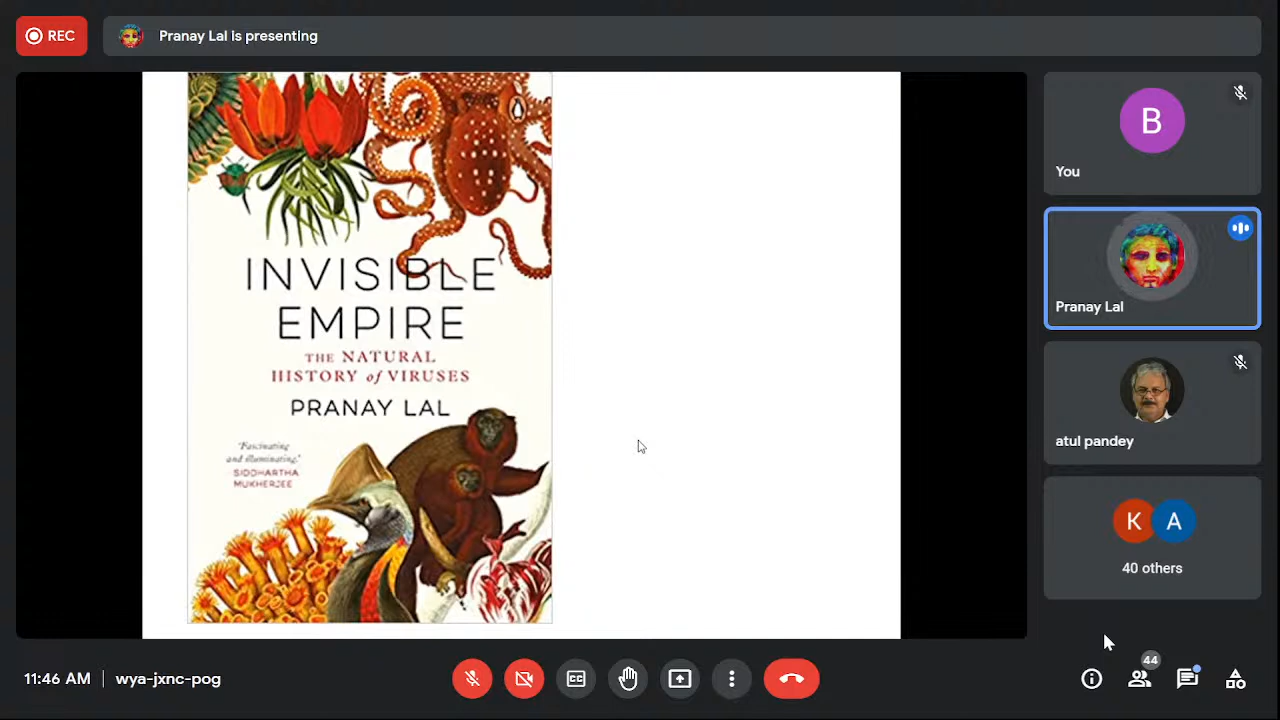 REC
Pranay Lal is presenting
INVISIBLE
EMPIRE
THE NATURAL
HISTORY of VIRUSES
PRANAY LAL
'Fascinating
and illuminating.'
-SIDDHARTHA
MUKHERJEE
B
You
Pranay Lal
atul pandey
K A
40 others
11:46 AM | wya-jxnc-pog
CC
44